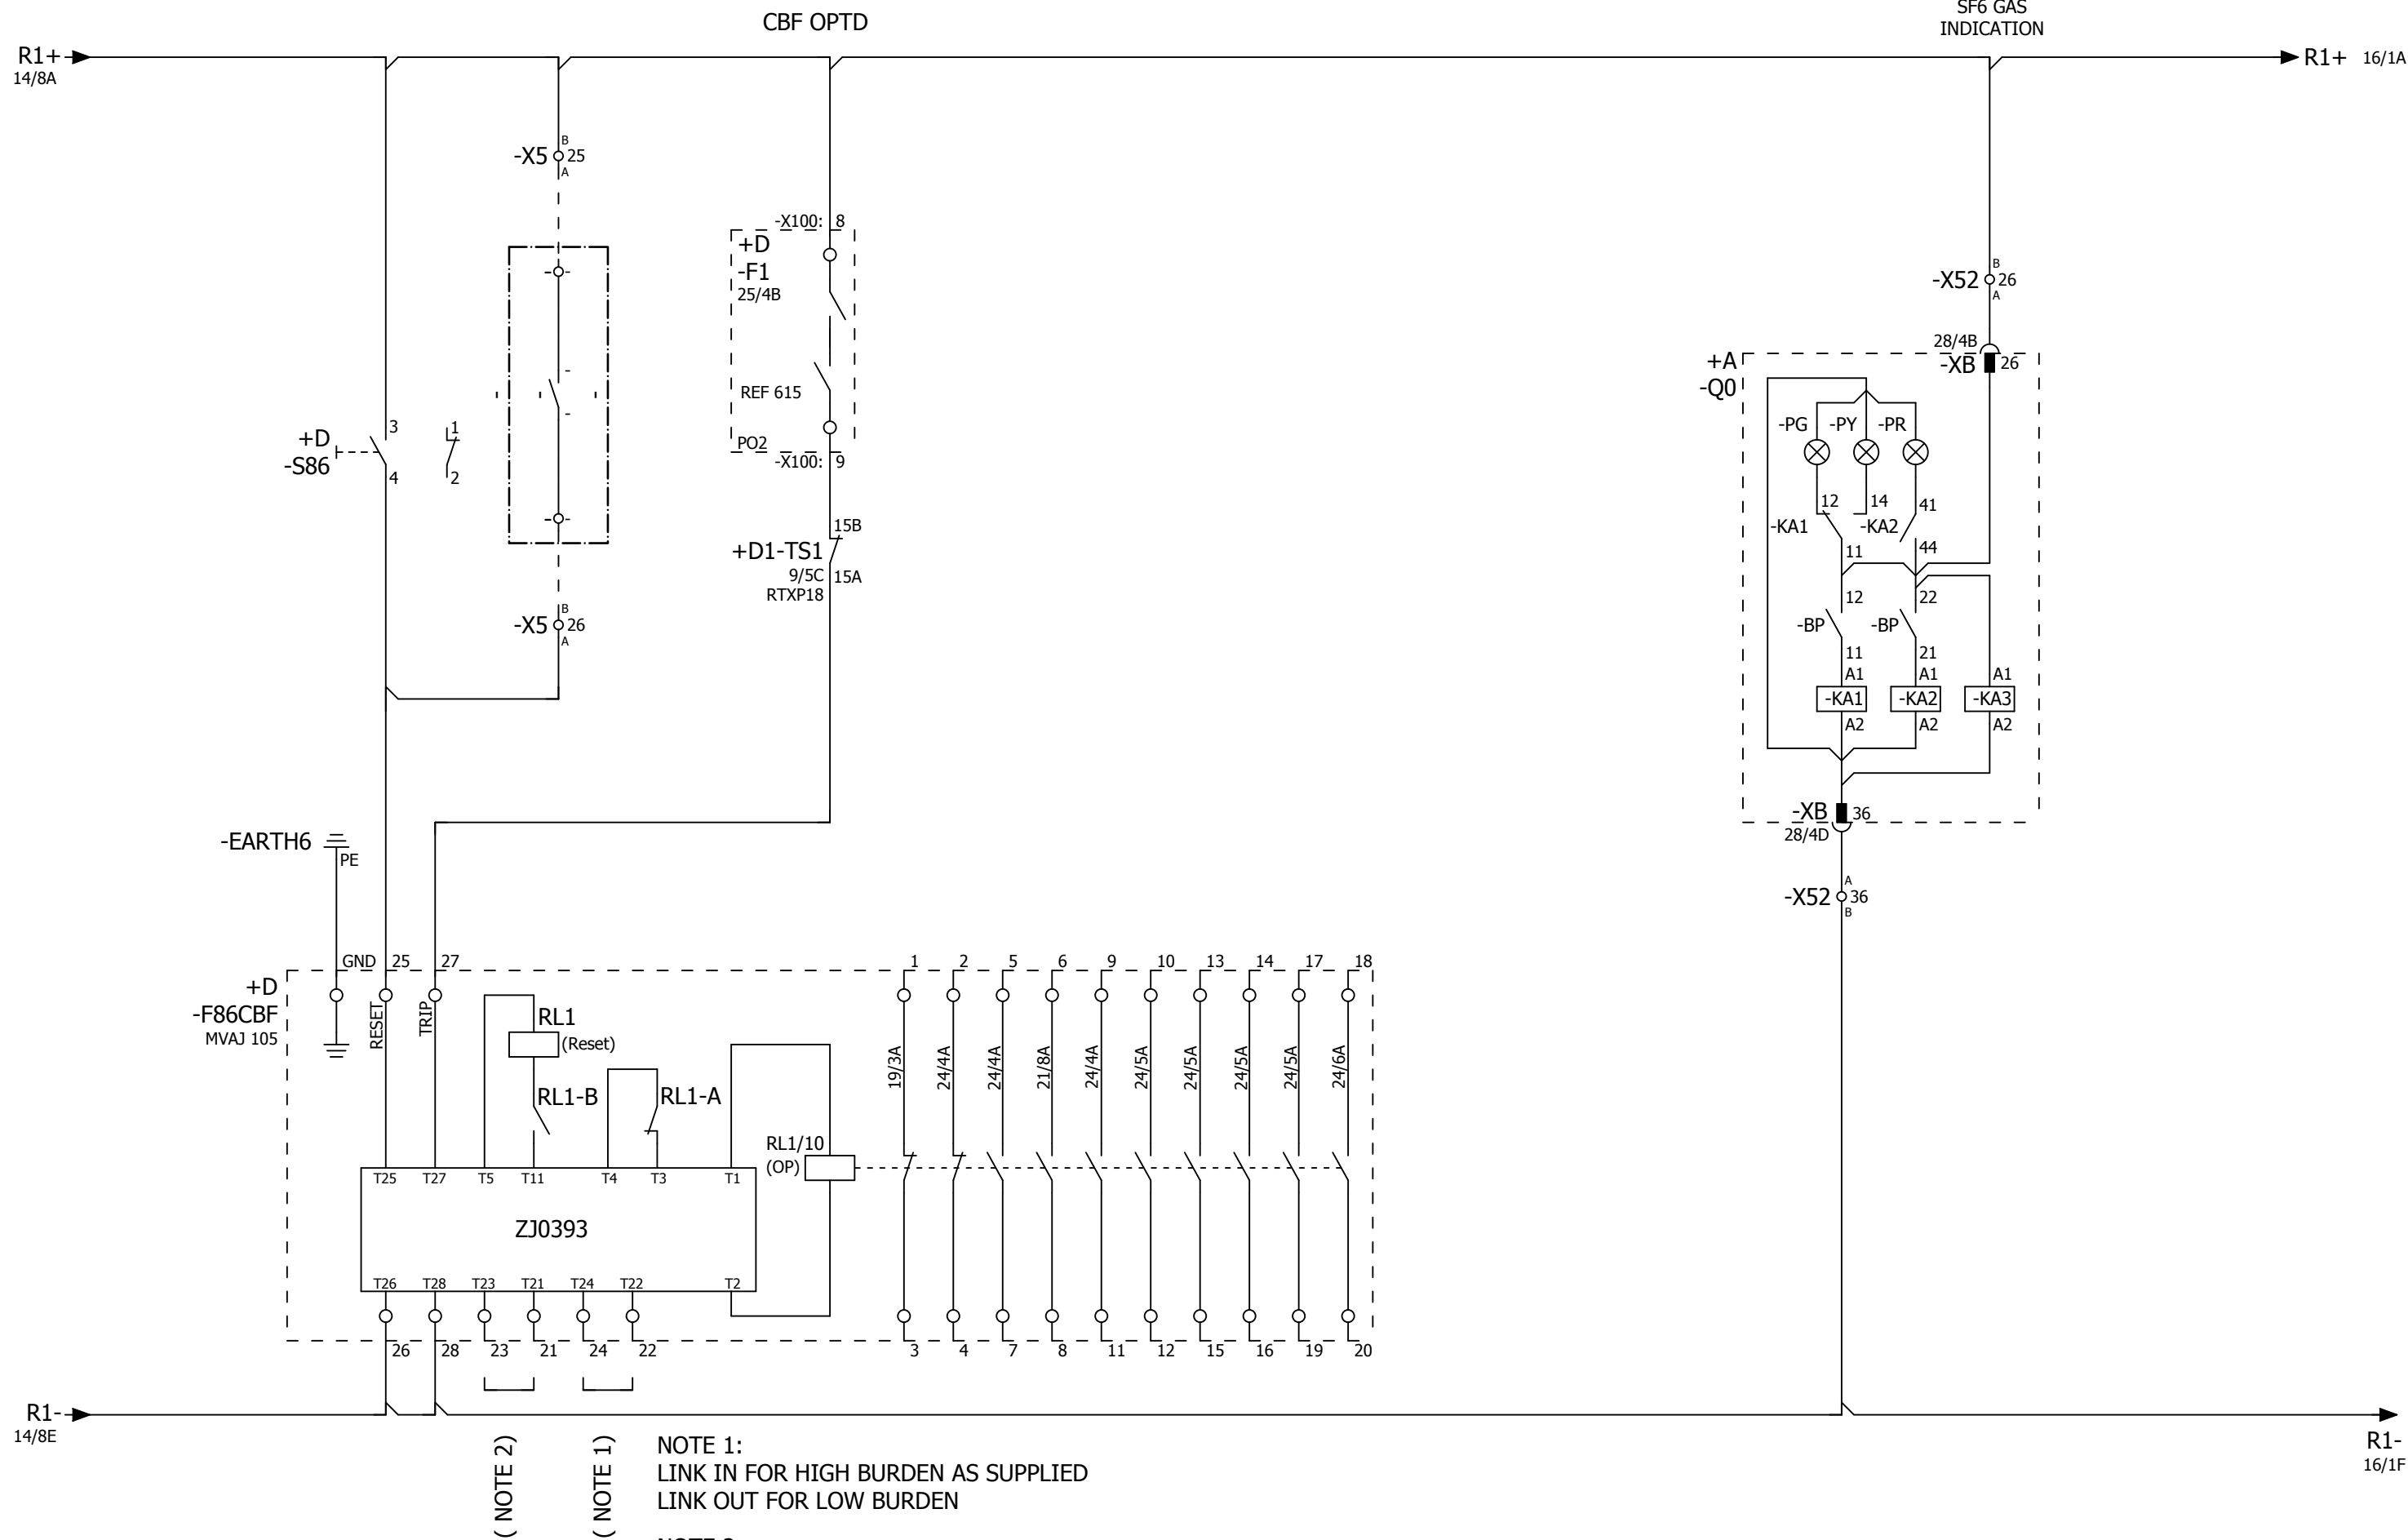 CBF OPTD
SF6 GAS
INDICATION
R1+
14/8A
R1+ 16/1A
B
-X5 25
A
-X100: 8
+D
-F1
25/4B
REF 615
PO2
-X100: 9
B
-X52 26
A
28/4B
+A
-XB 26
-Q0
-PG -PY -PR
12 14 41
-KA1 -KA2
11 44
12 22
-BP -BP
11 21
A1 A1 A1
-KA1 -KA2 -KA3
A2 A2 A2
-XB 36
28/4D
A
-X52 36
B
3 1
+D
-S86
4 2
15B
+D1-TS1
9/5C 15A
RTXP18
B
-X5 26
A
-EARTH6
PE
GND 25 27 1 2 5 6 9 10 13 14 17 18
+D
-F86CBF
MVAJ 105
RESET
TRIP
RL1
(Reset)
RL1-B RL1-A
RL1/10
(OP)
19/3A 24/4A 24/4A 21/8A 24/4A 24/5A 24/5A 24/5A 24/5A 24/6A
T25 T27 T5 T11 T4 T3 T1
ZJ0393
T26 T28 T23 T21 T24 T22 T2
26 28 23 21 24 22 3 4 7 8 11 12 15 16 19 20
R1-
14/8E
R1-
16/1F
( NOTE 2)
( NOTE 1)
NOTE 1:
LINK IN FOR HIGH BURDEN AS SUPPLIED
LINK OUT FOR LOW BURDEN